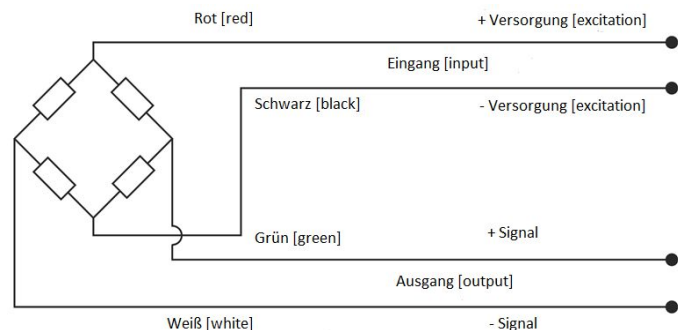 Rot [red]
+ Versorgung [excitation]
Eingang [input]
Schwarz [black]
- Versorgung [excitation]
Grün [green]
+ Signal
Ausgang [output]
Weiß [white]
- Signal